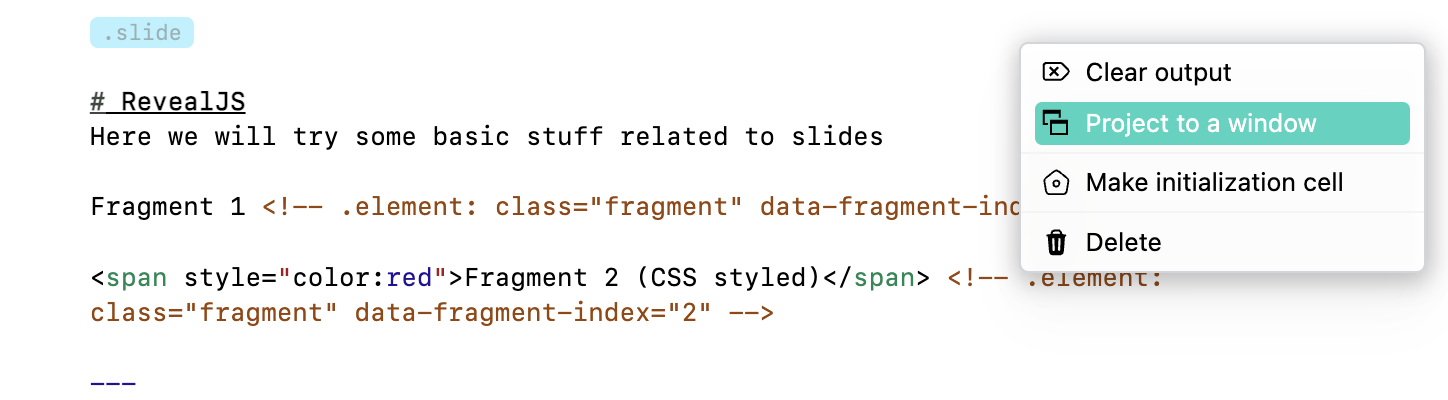 .slide
# RevealJS
Here we will try some basic stuff related to slides
Fragment 1 <!-- .element: class="fragment" data-fragment-ind
<span style="color:red">Fragment 2 (CSS styled)</span> <!-- .element:
class="fragment" data-fragment-index="2" -->
---
Clear output
Project to a window
Make initialization cell
Delete